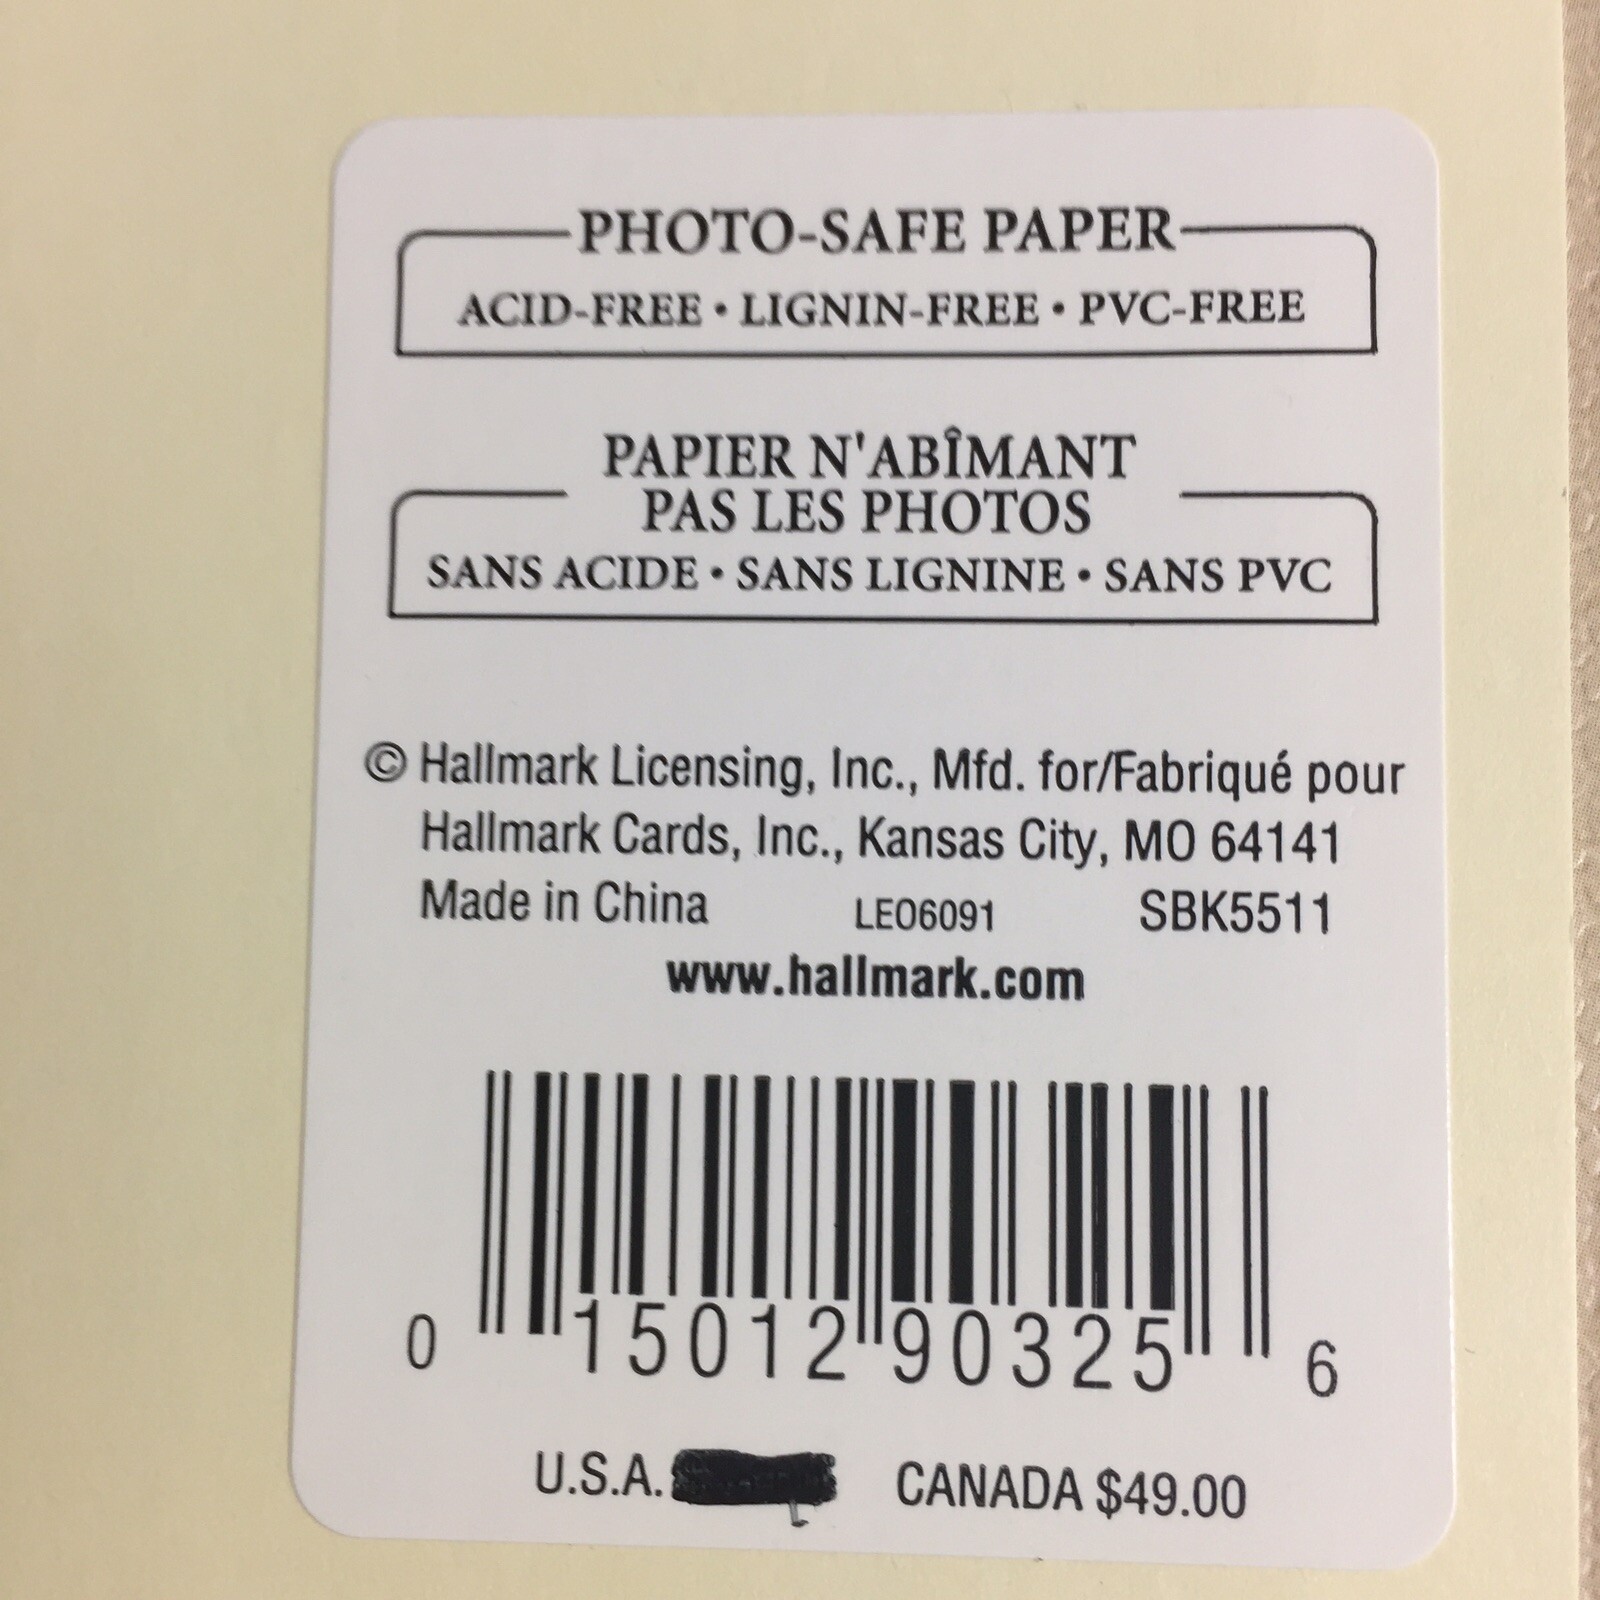 PHOTO-SAFE PAPER
ACID-FREE • LIGNIN-FREE • PVC-FREE
PAPIER N'ABÎMANT
PAS LES PHOTOS
SANS ACIDE • SANS LIGNINE • SANS PVC
© Hallmark Licensing, Inc., Mfd. for/Fabriqué pour
Hallmark Cards, Inc., Kansas City, MO 64141
Made in China LEO6091 SBK5511
www.hallmark.com
0 15012 90325 6
U.S.A. CANADA $49.00